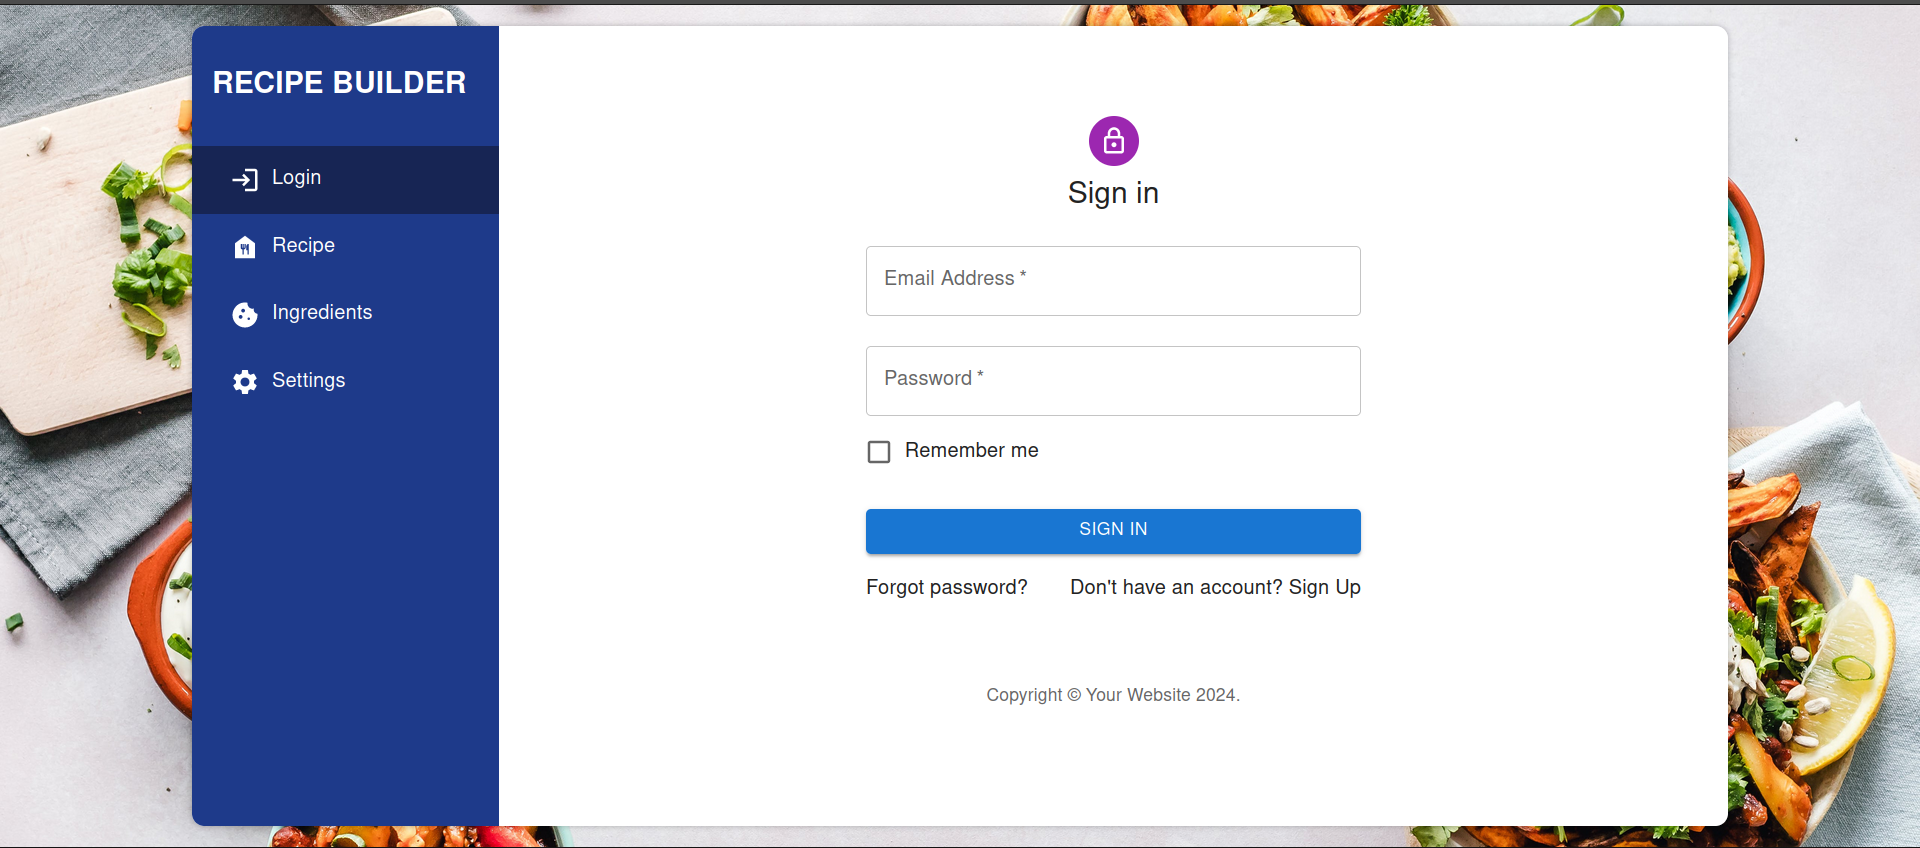 RECIPE BUILDER
Login
Recipe
Ingredients
Settings
Sign in
Email Address *
Password *
Remember me
SIGN IN
Forgot password? Don't have an account? Sign Up
Copyright © Your Website 2024.